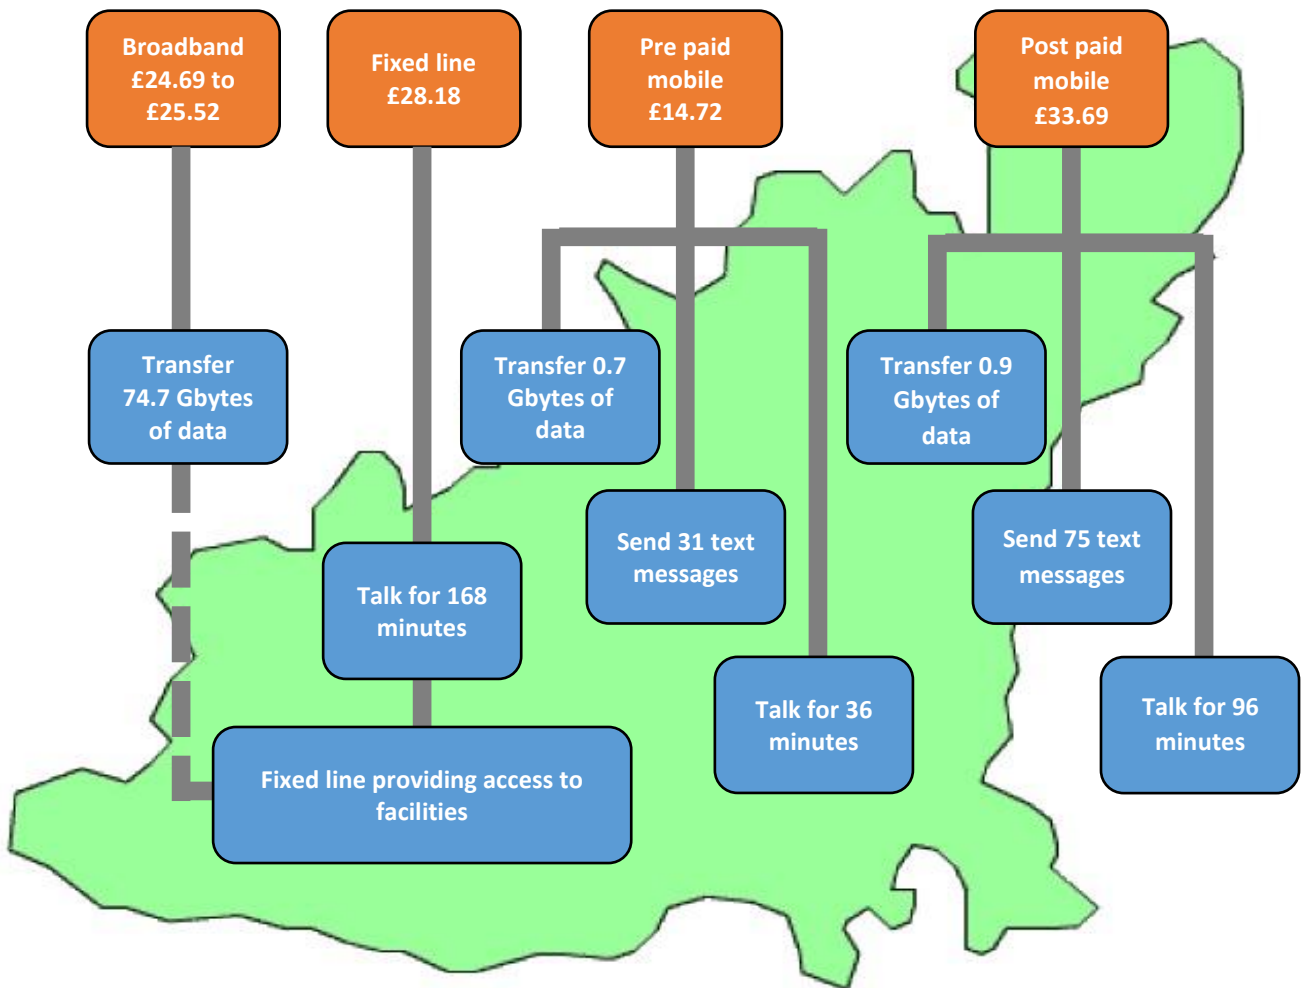 Broadband
£24.69 to
£25.52
Fixed line
£28.18
Pre paid
mobile
£14.72
Post paid
mobile
£33.69
Transfer
74.7 Gbytes
of data
Transfer 0.7
Gbytes of
data
Transfer 0.9
Gbytes of
data
Send 31 text
messages
Send 75 text
messages
Talk for 168
minutes
Talk for 36
minutes
Talk for 96
minutes
Fixed line providing access to
facilities